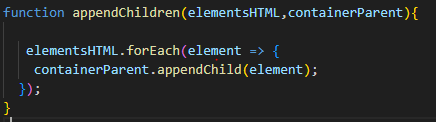 function appendChildren(elementsHTML,containerParent){
elementsHTML.forEach(element => {
containerParent.appendChild(element);
});
}